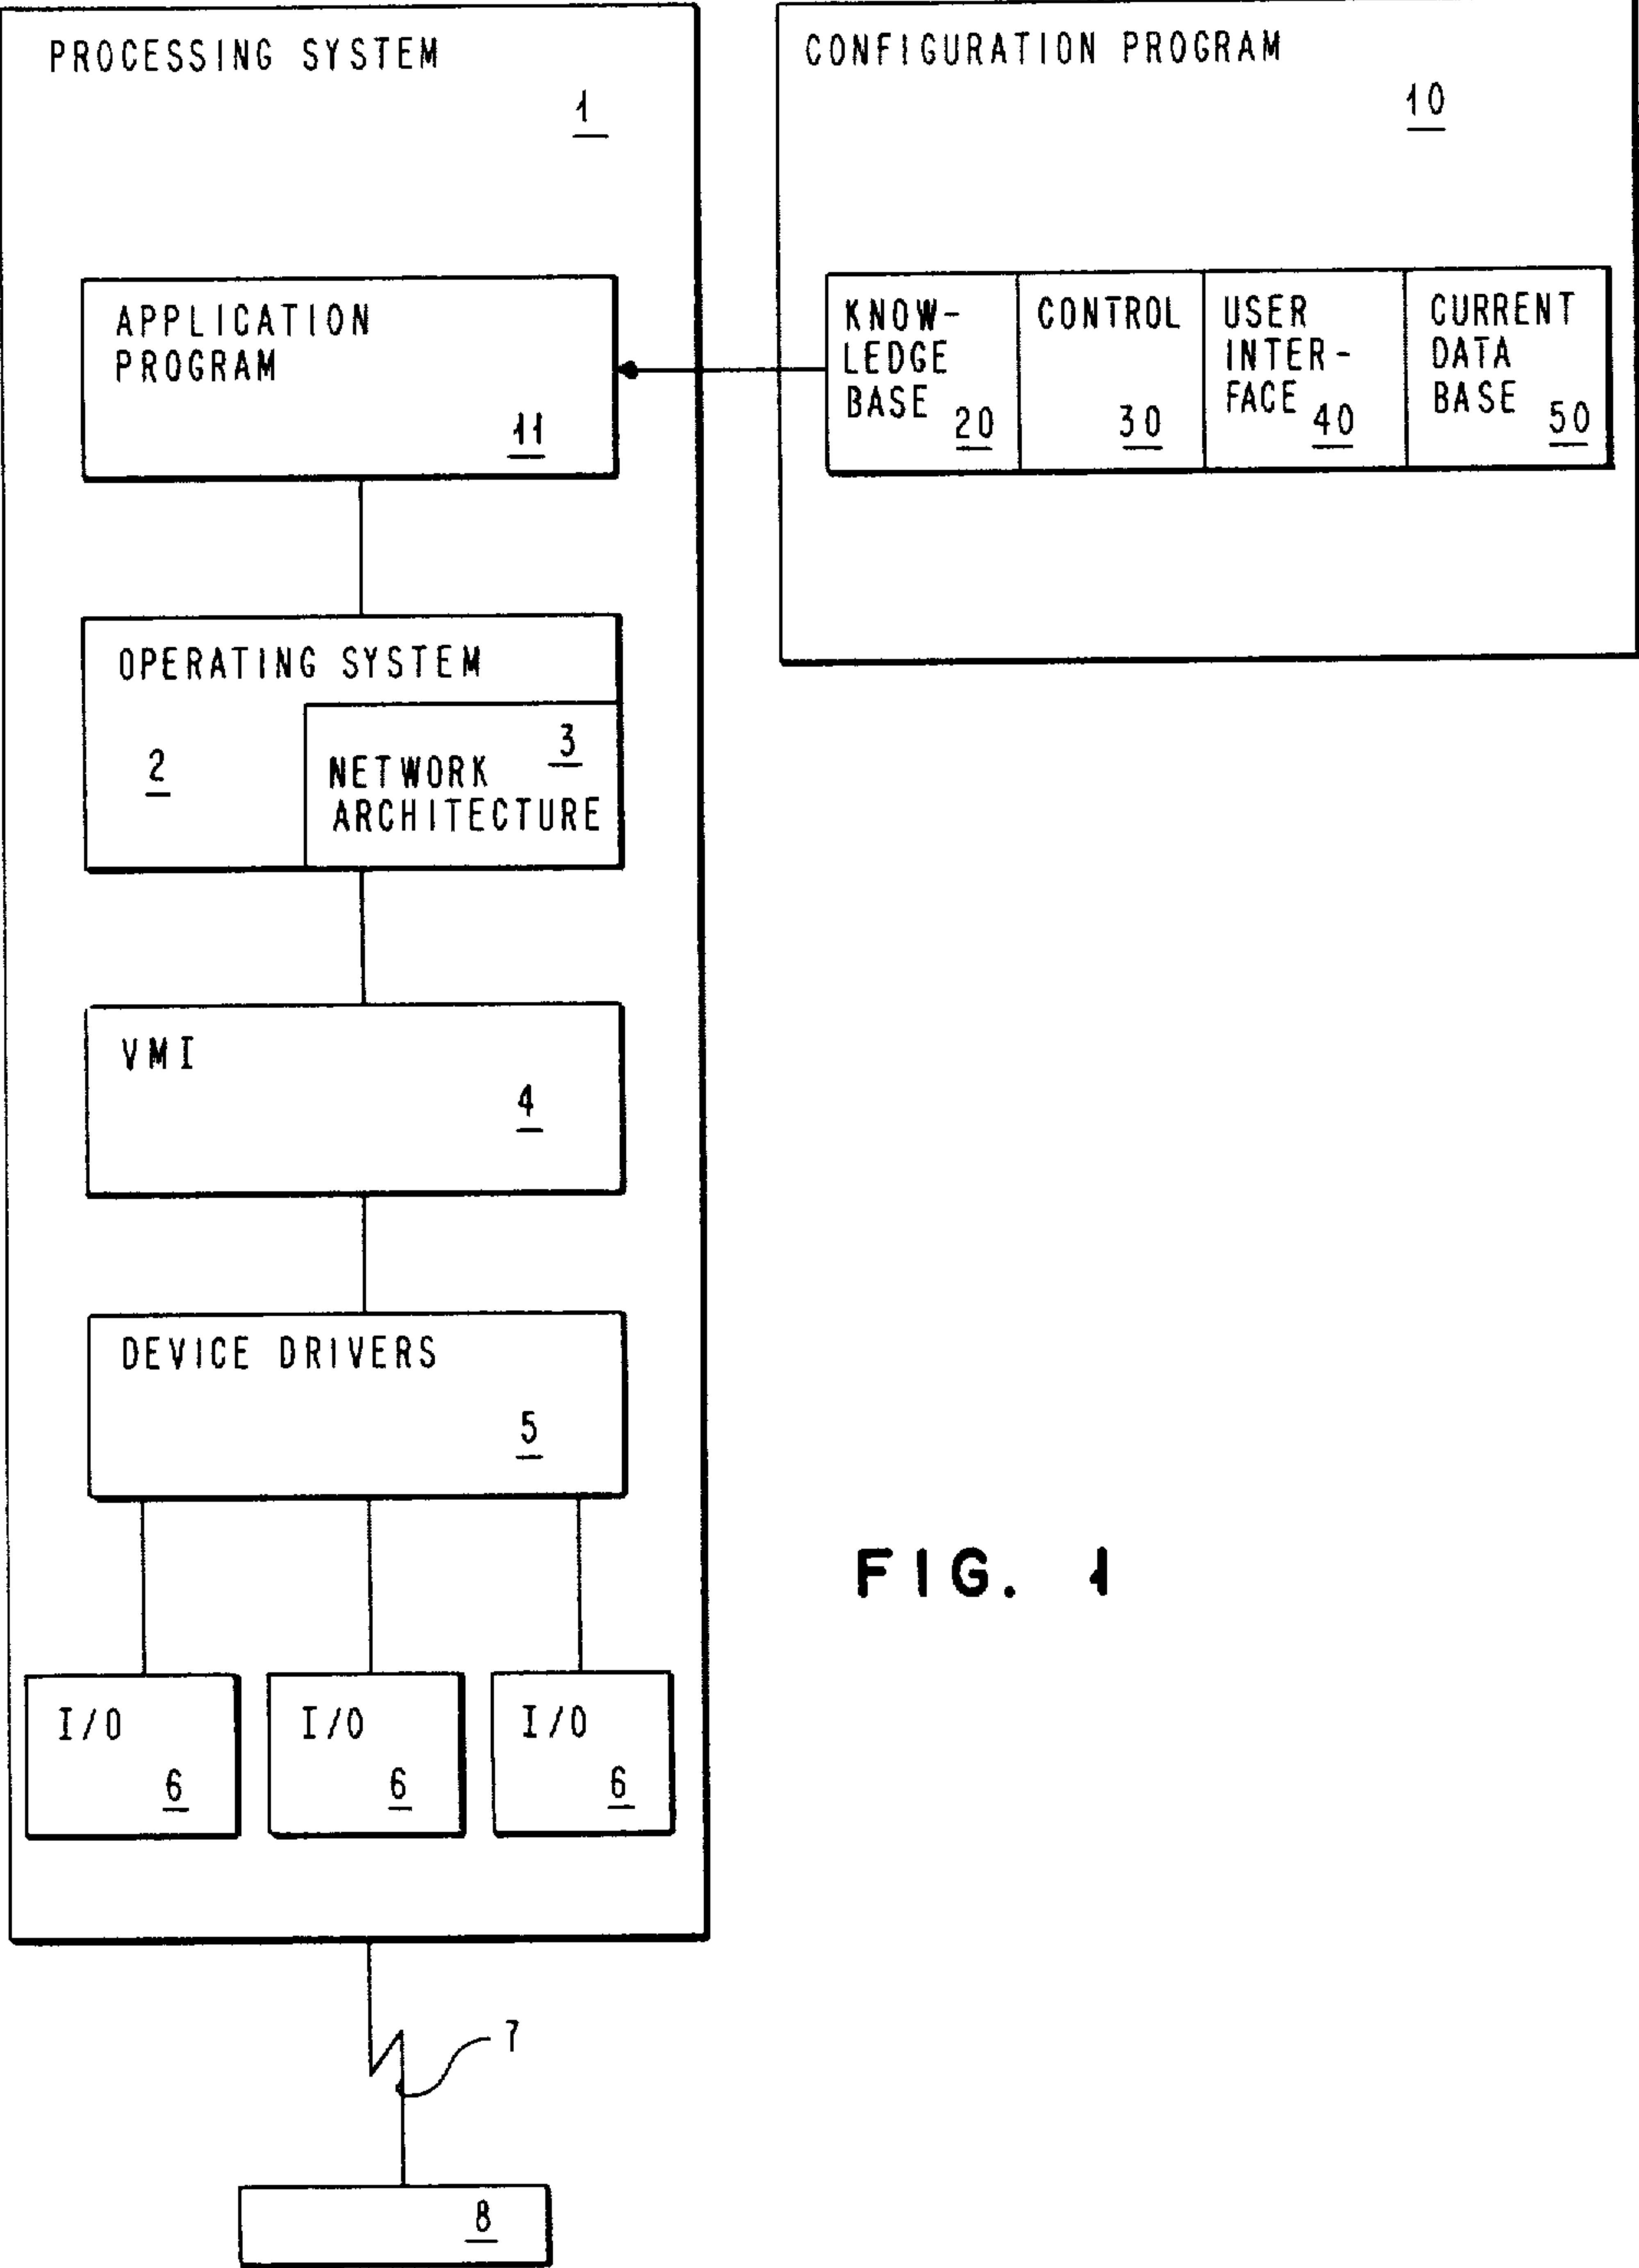 PROCESSING SYSTEM
1
APPLICATION
PROGRAM
11
OPERATING SYSTEM
2
3
NETWORK
ARCHITECTURE
VMI
4
DEVICE DRIVERS
5
I/O
6
I/O
6
I/O
6
7
8
CONFIGURATION PROGRAM
10
KNOW-
LEDGE
BASE
20
CONTROL
30
USER
INTER-
FACE
40
CURRENT
DATA
BASE
50
FIG. 1